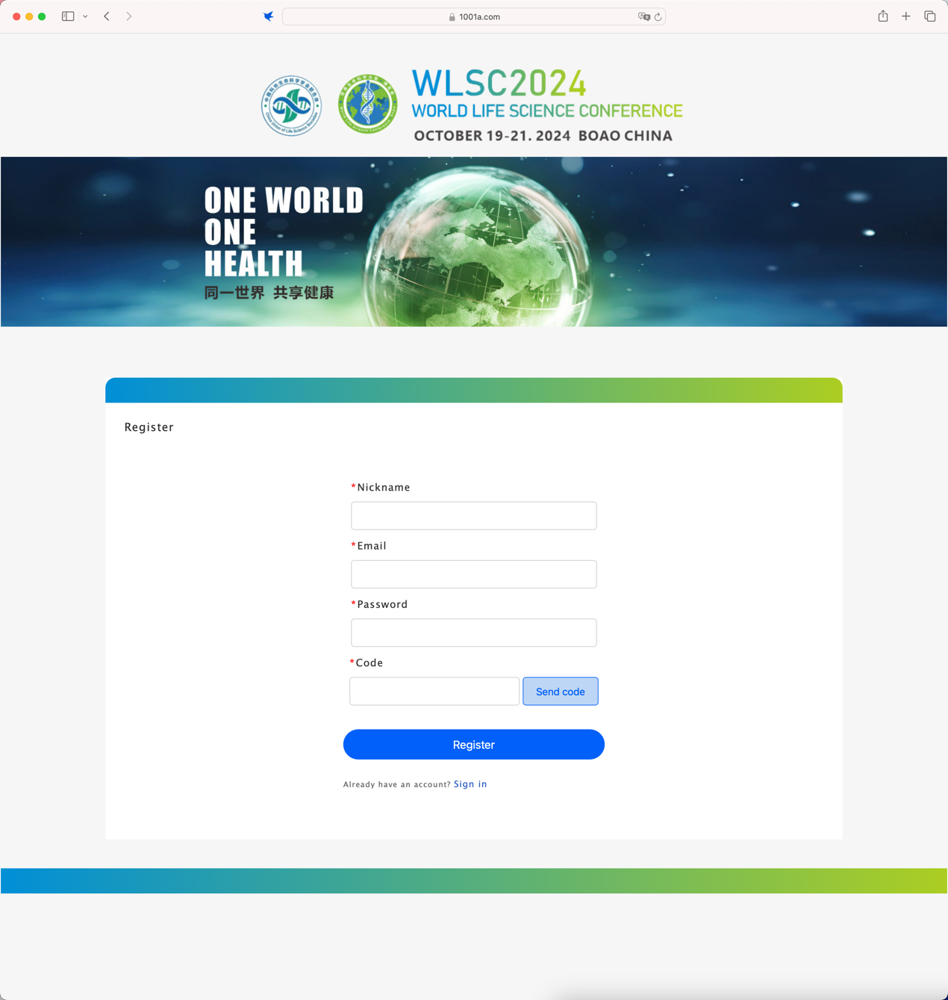 1001a.com
WLSC2024
WORLD LIFE SCIENCE CONFERENCE
OCTOBER 19-21. 2024 BOAO CHINA
ONE WORLD
ONE
HEALTH
同一世界 共享健康
Register
*Nickname
*Email
*Password
*Code
Send code
Register
Already have an account? Sign in